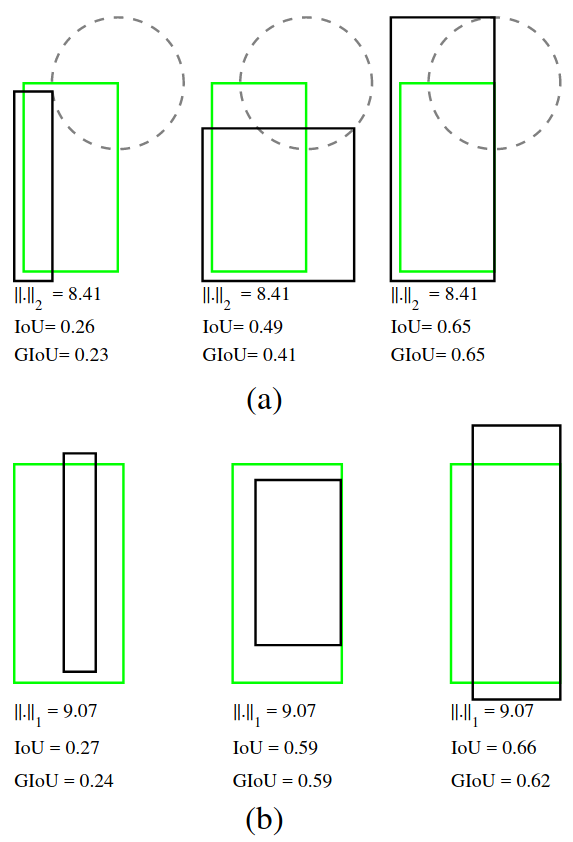 ||.||2 = 8.41 ||.||2 = 8.41 ||.||2 = 8.41
IoU= 0.26 IoU= 0.49 IoU= 0.65
GIoU= 0.23 GIoU= 0.41 GIoU= 0.65
(a)
||.||1 = 9.07 ||.||1 = 9.07 ||.||1 = 9.07
IoU = 0.27 IoU = 0.59 IoU = 0.66
GIoU = 0.24 GIoU = 0.59 GIoU = 0.62
(b)